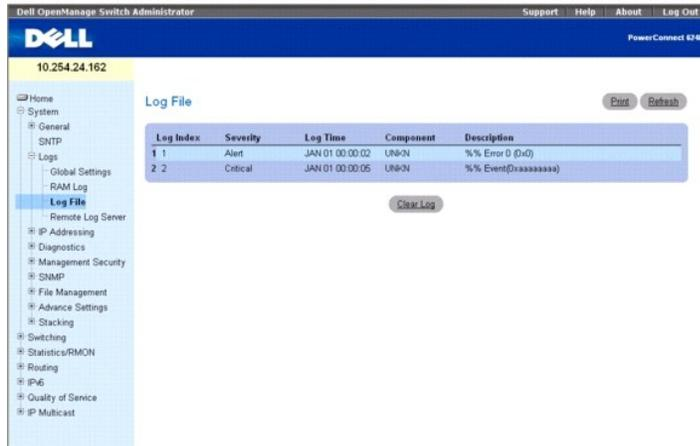 Dell OpenManage Switch Administrator
Support Help About Log Out
DELL
PowerConnect
10.254.24.162
Home
System
General
SNTP
Logs
Global Settings
RAM Log
Log File
Remote Log Server
IP Addressing
Diagnostics
Management Security
SNMP
File Management
Advance Settings
Stacking
Switching
Statistics/RMON
Routing
IPv6
Quality of Service
IP Multicast
Log File
Print Refresh
Log Index Severity Log Time Component Description
1 1 Alert JAN 01 00:00:02 UNKN %% Error 0 (0x0)
2 2 Critical JAN 01 00:00:05 UNKN %% Event(0xaaaaaaaa)
Clear Log